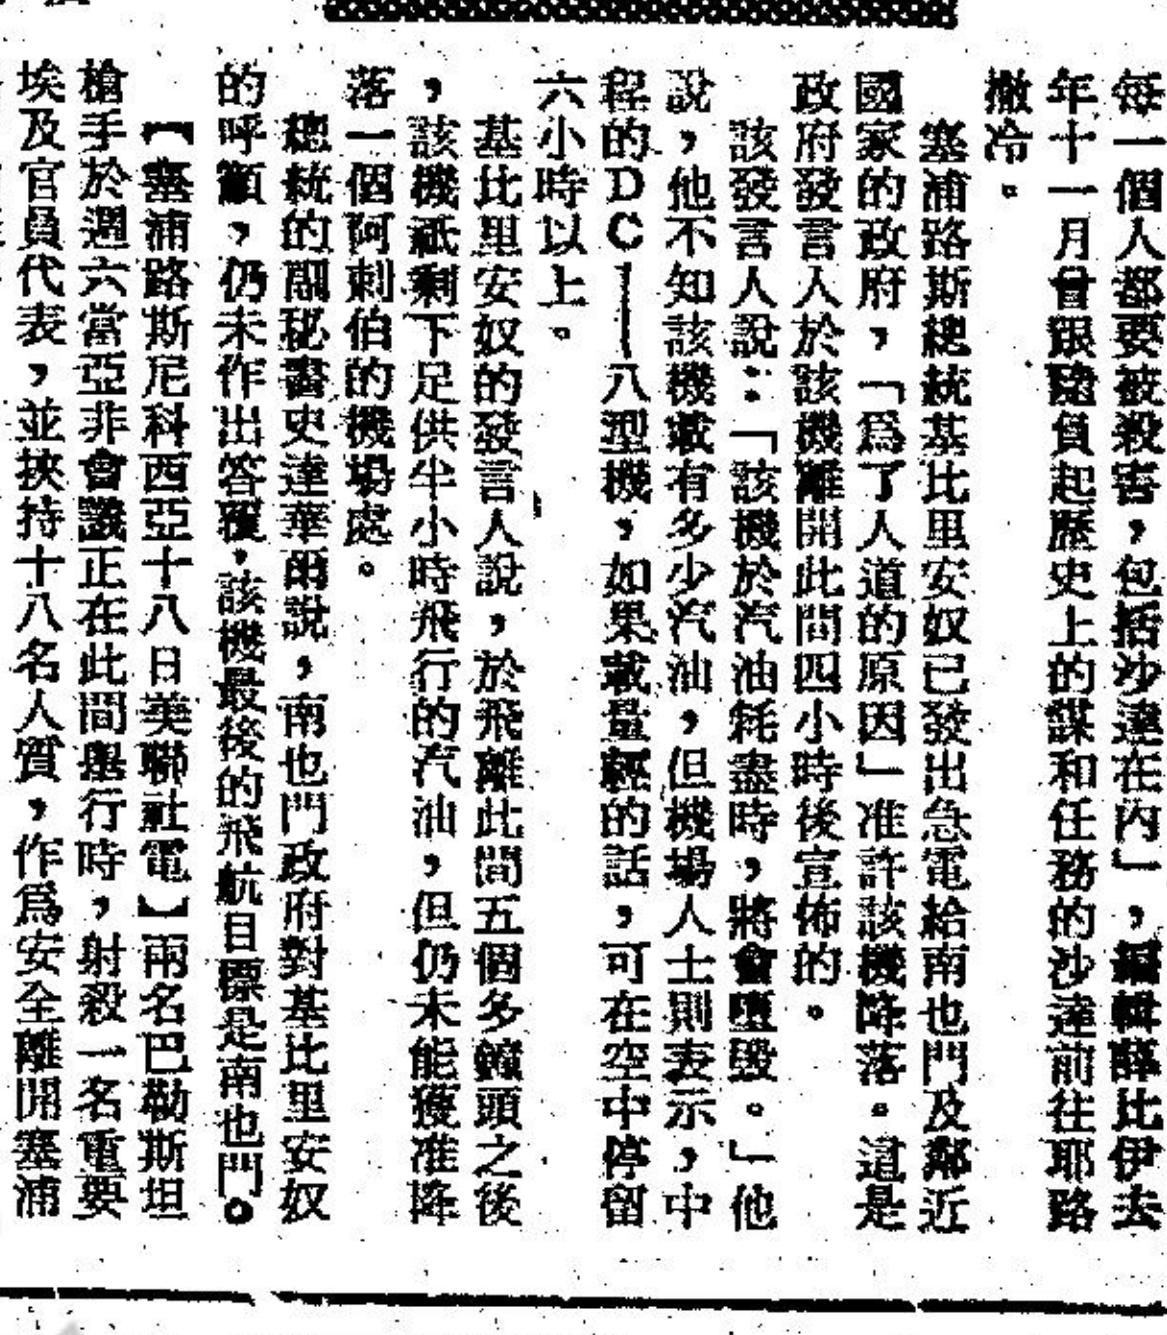 每一個人都要被殺害，包括沙達在內」，編輯薛比伊去
年十一月曾跟隨負起歷史上的謀和任務的沙達前往耶路
撒冷。
塞浦路斯總統基比里安奴已發出急電給南也門及鄰近
國家的政府，「爲了人道的原因」准許該機降落。這是
政府發言人於該機離開此間四小時後宣佈的。
該發言人說：「該機於汽油耗盡時，將會墮毀。」他
說，他不知該機載有多少汽油，但機場人士則表示，中
程的DC——八型機，如果載量輕的話，可在空中停留
六小時以上。
基比里安奴的發言人說，於飛離此間五個多鐘頭之後
，該機祇剩下足供半小時飛行的汽油，但仍未能獲准降
落一個阿刺伯的機場處。
總統的副秘書史達華爾說，南也門政府對基比里安奴
的呼籲，仍未作出答覆，該機最後的飛航目標是南也門。
【塞浦路斯尼科西亞十八日美聯社電】兩名巴勒斯坦
槍手於週六當亞非會議正在此間舉行時，射殺一名重要
埃及官員代表，並挾持十八名人質，作爲安全離開塞浦